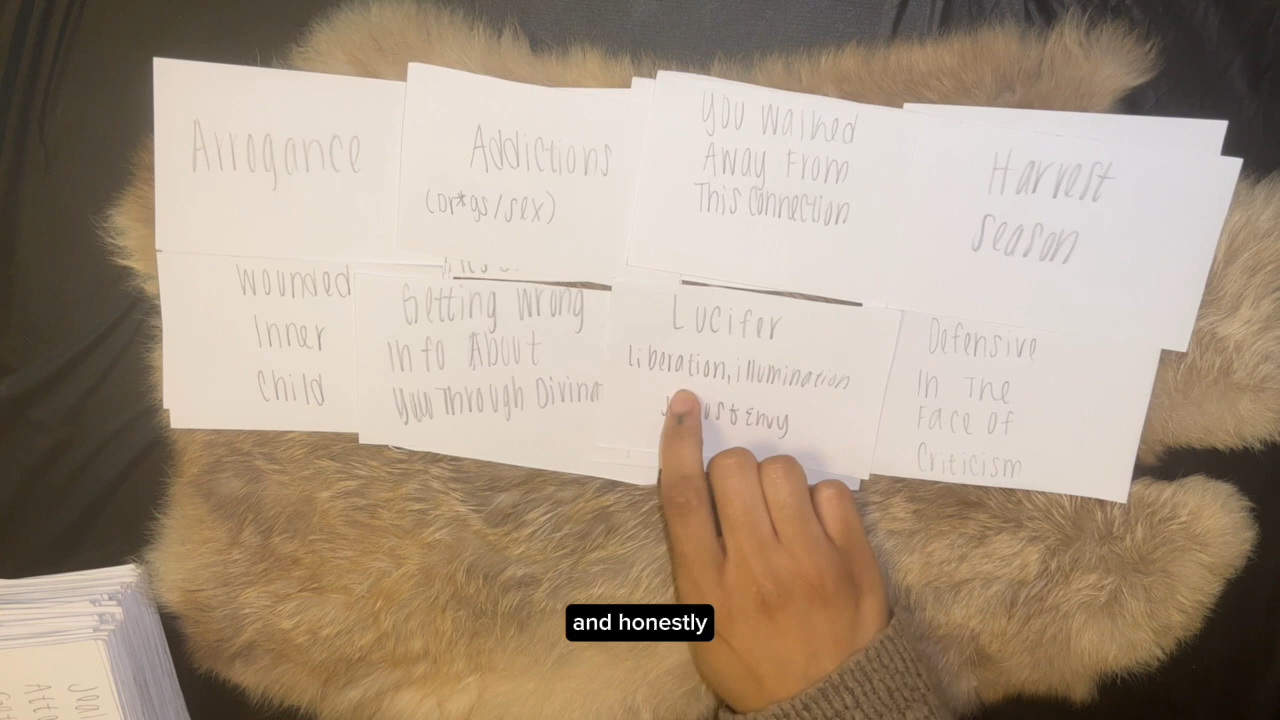 Arrogance
Addictions
(Dr*gs/sex)
You Walked
Away From
This Connection
Harvest
Season
Wounded
Inner
Child
Getting Wrong
Info About
You Through Divina
Lucifer
Liberation, illumination
& Envy
Defensive
In The
Face Of
Criticism
and honestly